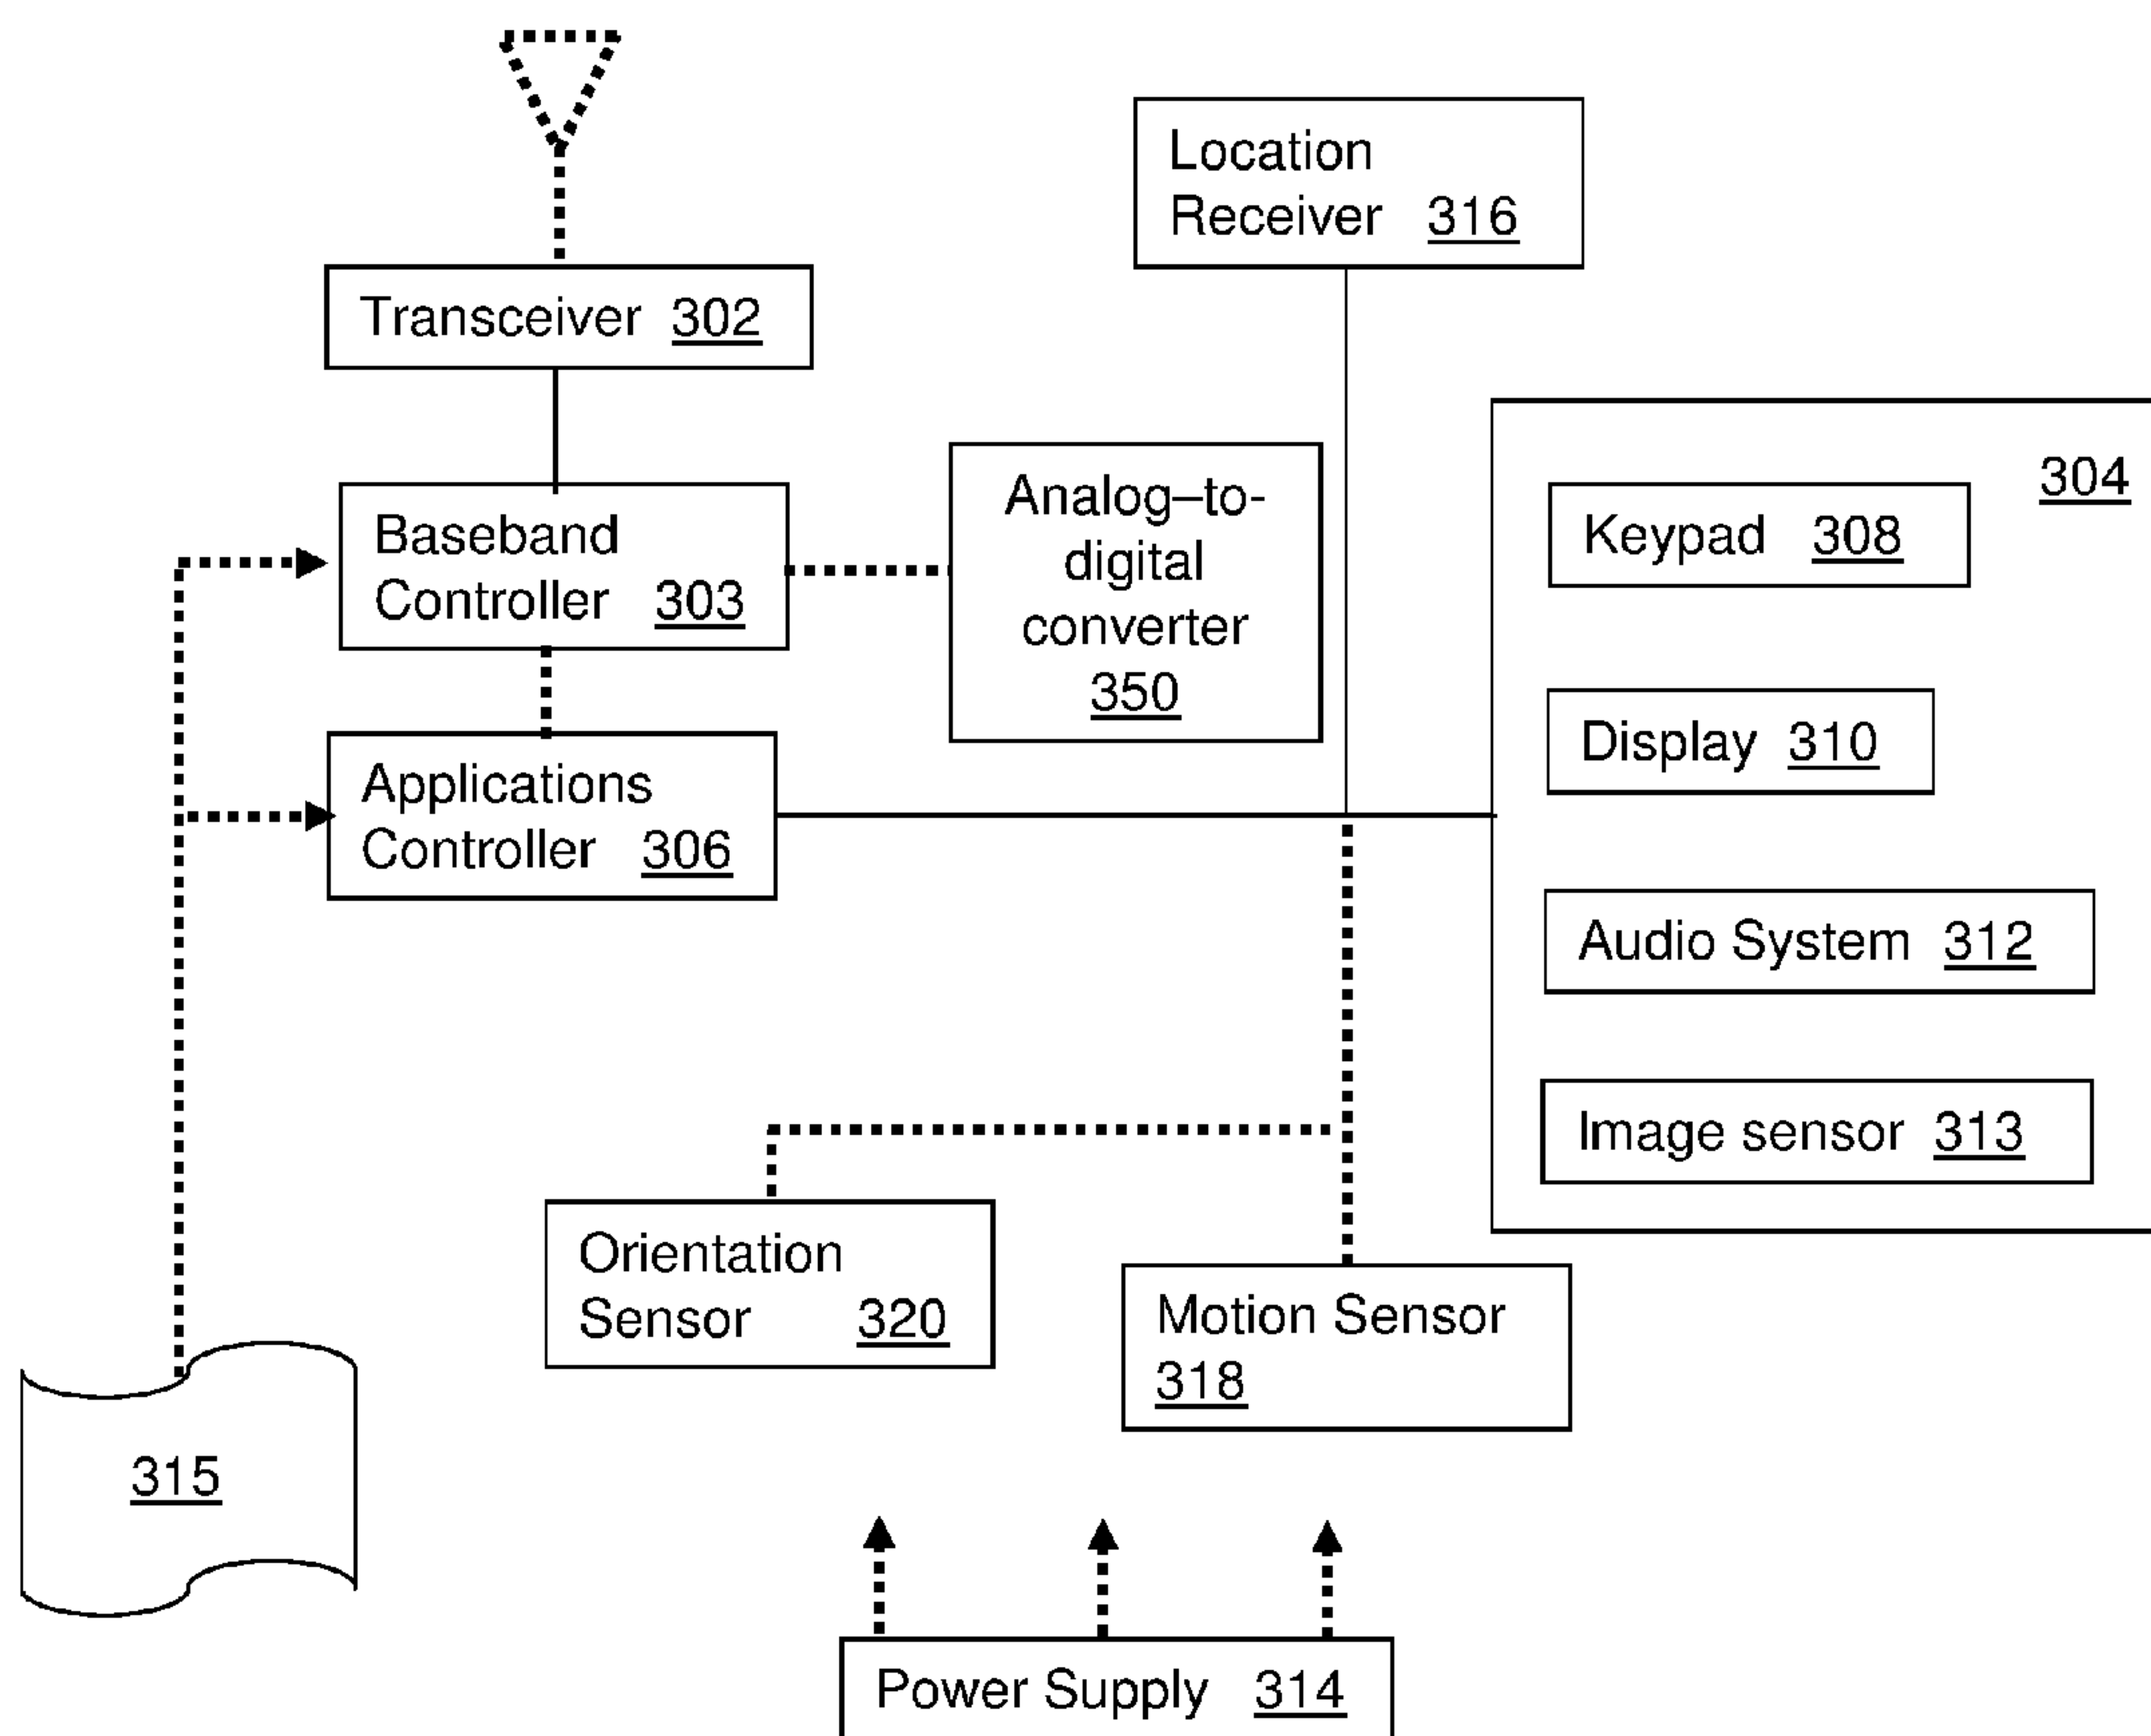 Location
Receiver 316
Transceiver 302
304
Baseband
Controller 303
Analog–to-
digital
converter
350
Keypad 308
Display 310
Applications
Controller 306
Audio System 312
Image sensor 313
Orientation
Sensor 320
Motion Sensor
318
315
Power Supply 314